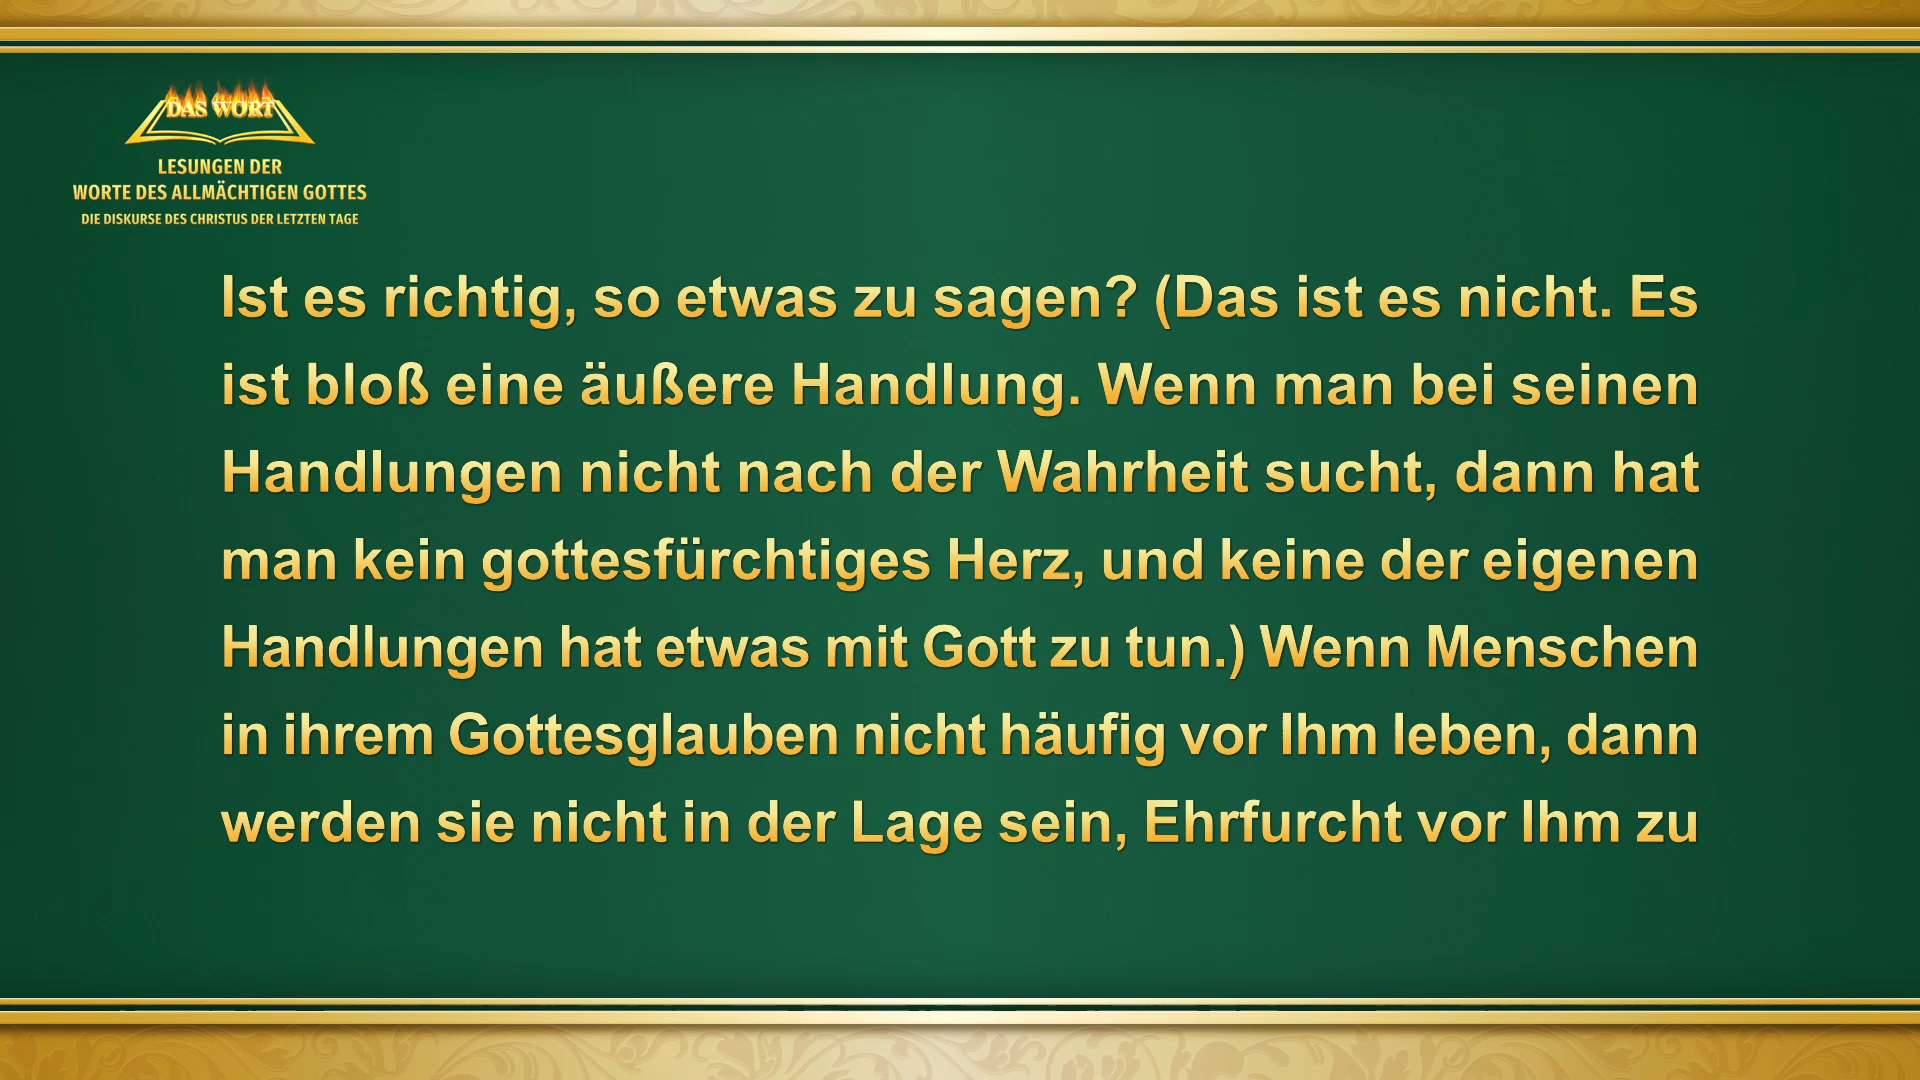 DAS WORT
LESUNGEN DER
WORTE DES ALLMÄCHTIGEN GOTTES
DIE DISKURSE DES CHRISTUS DER LETZTEN TAGE
Ist es richtig, so etwas zu sagen? (Das ist es nicht. Es
ist bloß eine äußere Handlung. Wenn man bei seinen
Handlungen nicht nach der Wahrheit sucht, dann hat
man kein gottesfürchtiges Herz, und keine der eigenen
Handlungen hat etwas mit Gott zu tun.) Wenn Menschen
in ihrem Gottesglauben nicht häufig vor Ihm leben, dann
werden sie nicht in der Lage sein, Ehrfurcht vor Ihm zu